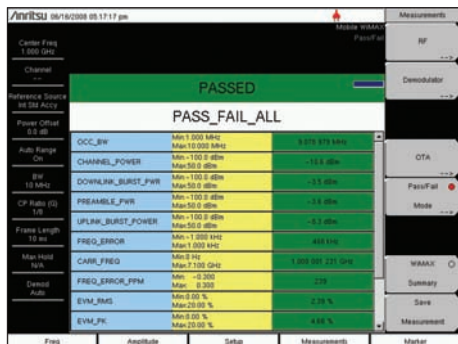 Anritsu 06/16/2008 05:17:17 pm
Measurements
Mobile WiMAX
Pass/Fail
Center Freq
1.000 GHz
Channel
--
Reference Source
Int Std Accy
Power Offset
0.0 dB
Auto Range
On
BW
10 MHz
CP Ratio (G)
1/8
Frame Length
10 ms
Max Hold
N/A
Demod
Auto
PASSED
PASS_FAIL_ALL
OCC_BW Min:1.000 MHz Max:10.000 MHz
CHANNEL_POWER Min:-100.0 dBm Max:50.0 dBm
DOWNLINK_BURST_PWR Min:-100.0 dBm Max:50.0 dBm -3.5 dBm
PREAMBLE_PWR Min:-100.0 dBm Max:50.0 dBm
UPLINK_BURST_POWER Min:-100.0 dBm Max:50.0 dBm
FREQ_ERROR Min:-1.000 kHz Max:1.000 kHz
CARR_FREQ Min:0 Hz Max:7.100 GHz 1.000 001 231 GHz
FREQ_ERROR_PPM Min: -0.300 Max: 0.300
EVM_RMS Min:0.00 % Max:20.00 % 2.39 %
EVM_PK Min:0.00 % Max:20.00 %
RF
-->
Demodulator
-->
OTA
-->
Pass/Fail
Mode
-->
WiMAX
Summary
Save
Measurement
Freq
Amplitude
Setup
Measurements
Marker